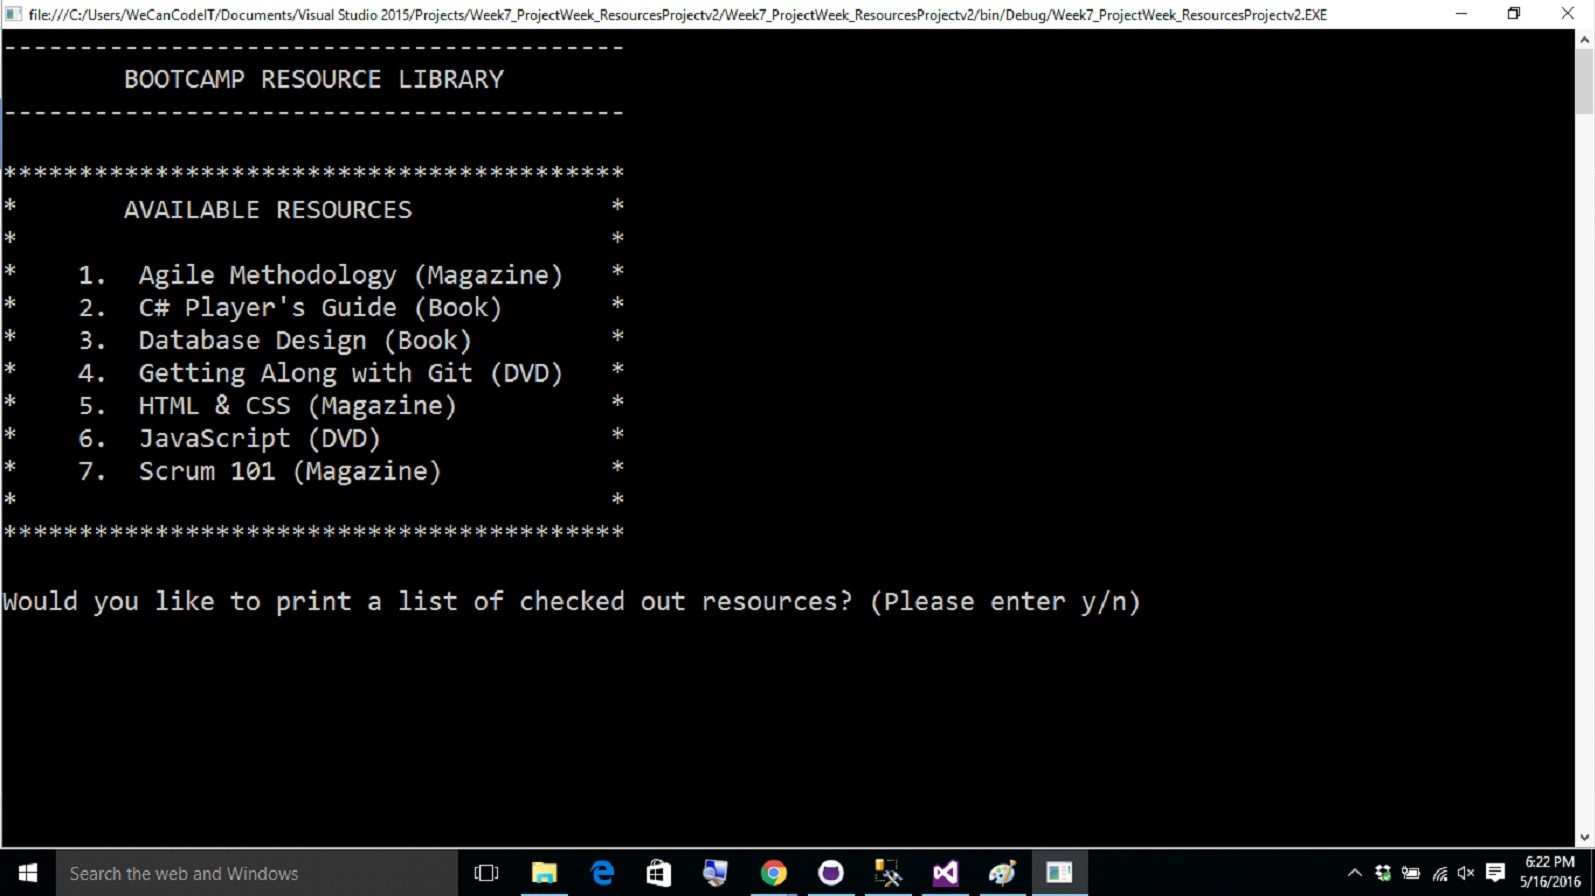 file:///C:/Users/WeCanCodeIT/Documents/Visual Studio 2015/Projects/Week7_ProjectWeek_ResourcesProjectv2/Week7_ProjectWeek_ResourcesProjectv2/bin/Debug/Week7_ProjectWeek_ResourcesProjectv2.EXE
-----------------------------------------
BOOTCAMP RESOURCE LIBRARY
-----------------------------------------
*****************************************
* AVAILABLE RESOURCES *
* *
* 1. Agile Methodology (Magazine) *
* 2. C# Player's Guide (Book) *
* 3. Database Design (Book) *
* 4. Getting Along with Git (DVD) *
* 5. HTML & CSS (Magazine) *
* 6. JavaScript (DVD) *
* 7. Scrum 101 (Magazine) *
* *
*****************************************
Would you like to print a list of checked out resources? (Please enter y/n)
Search the web and Windows
6:22 PM
5/16/2016